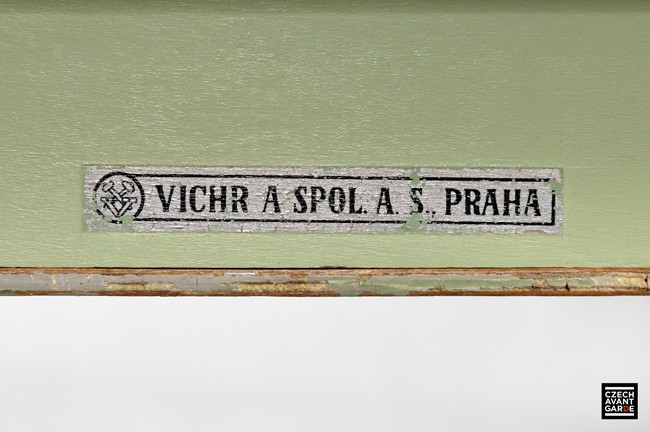 VICHR A SPOL. A. S., PRAHA
CZECH
AVANT
GARDE